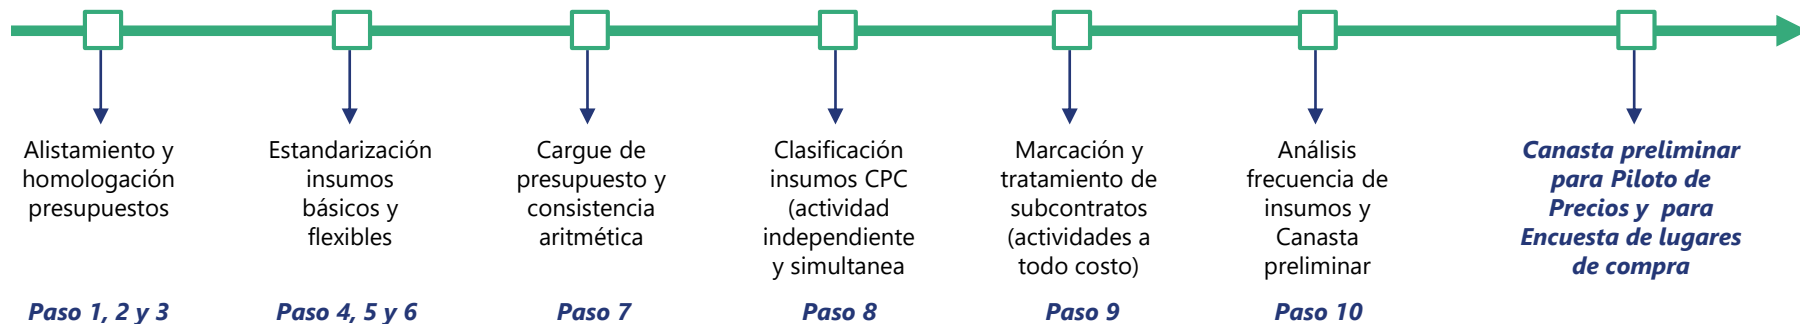 Alistamiento y
homologación
presupuestos
Paso 1, 2 y 3
Estandarización
insumos
básicos y
flexibles
Paso 4, 5 y 6
Cargue de
presupuesto y
consistencia
aritmética
Paso 7
Clasificación
insumos CPC
(actividad
independiente
y simultanea
Paso 8
Marcación y
tratamiento de
subcontratos
(actividades a
todo costo)
Paso 9
Análisis
frecuencia de
insumos y
Canasta
preliminar
Paso 10
Canasta preliminar
para Piloto de
Precios y para
Encuesta de lugares
de compra